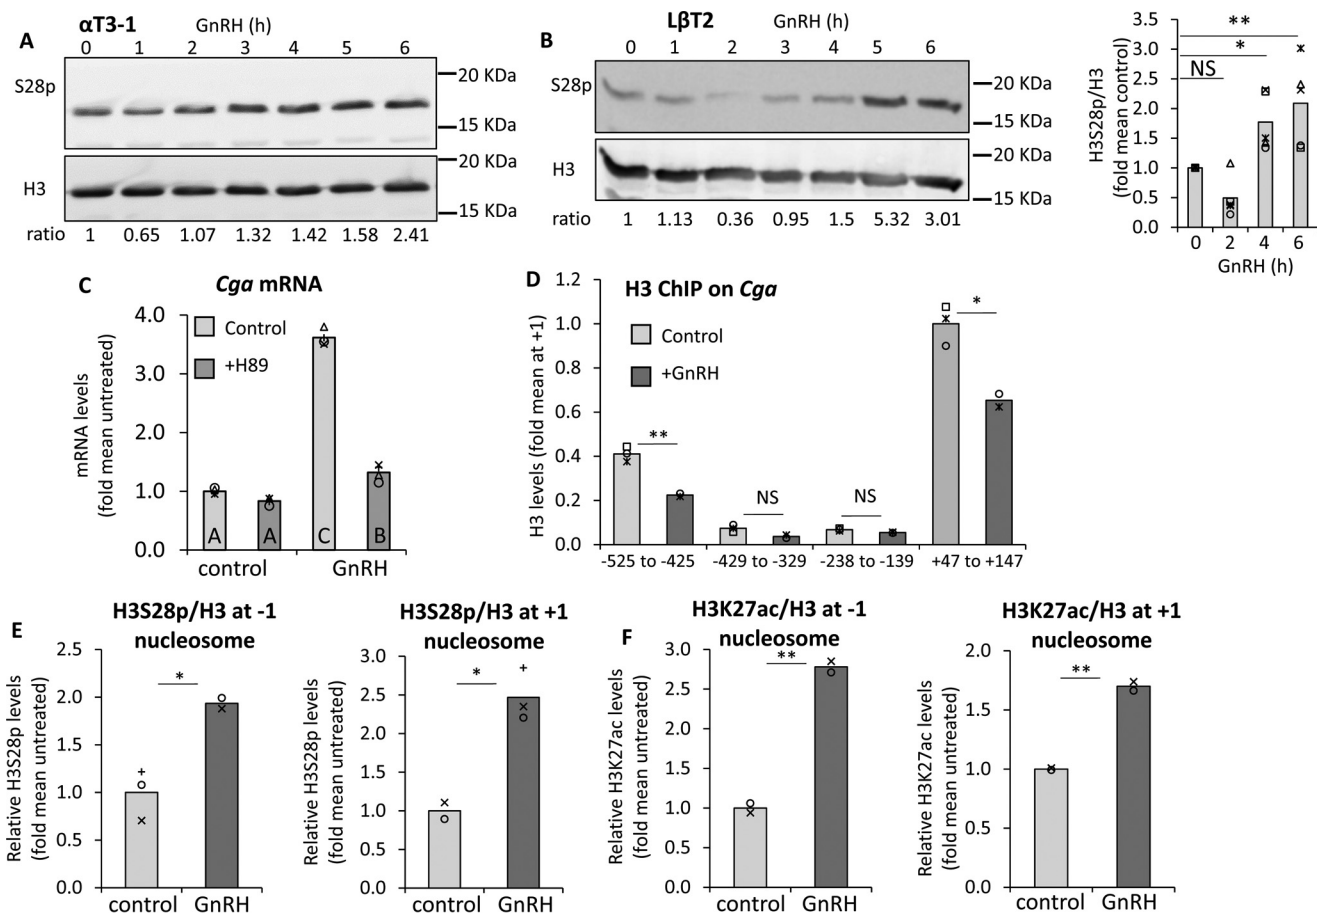 A
αT3-1
GnRH (h)
0 1 2 3 4 5 6
S28p
20 KDa
15 KDa
H3
20 KDa
15 KDa
ratio 1 0.65 1.07 1.32 1.42 1.58 2.41
B
LβT2
GnRH (h)
0 1 2 3 4 5 6
S28p
20 KDa
15 KDa
H3
20 KDa
15 KDa
ratio 1 1.13 0.36 0.95 1.5 5.32 3.01
H3S28p/H3
(fold mean control)
3.5
3.0
2.5
2.0
1.5
1.0
0.5
0.0
**
*
NS
0 2 4 6
GnRH (h)
C
Cga mRNA
mRNA levels
(fold mean untreated)
4.0
3.0
2.0
1.0
0.0
Control
+H89
A A C B
control GnRH
D
H3 ChIP on Cga
H3 levels (fold mean at +1)
1.2
1.0
0.8
0.6
0.4
0.2
0.0
Control
+GnRH
**
NS
NS
*
-525 to -425 -429 to -329 -238 to -139 +47 to +147
E
H3S28p/H3 at -1
nucleosome
Relative H3S28p levels
(fold mean untreated)
2.5
2.0
1.5
1.0
0.5
0.0
*
control GnRH
H3S28p/H3 at +1
nucleosome
Relative H3S28p levels
(fold mean untreated)
3.0
2.5
2.0
1.5
1.0
0.5
0.0
*
control GnRH
F
H3K27ac/H3 at -1
nucleosome
Relative H3K27ac levels
(fold mean untreated)
3.0
2.5
2.0
1.5
1.0
0.5
0.0
**
control GnRH
H3K27ac/H3 at +1
nucleosome
Relative H3K27ac levels
(fold mean untreated)
2.0
1.5
1.0
0.5
0.0
**
control GnRH